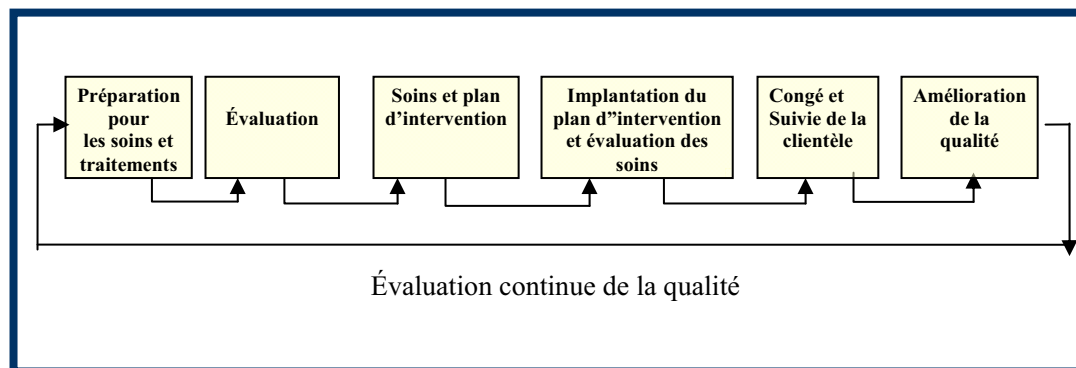 Préparation
pour
les soins et
traitements
Évaluation
Soins et plan
d'intervention
Implantation du
plan d''intervention
et évaluation des
soins
Congé et
Suivie de la
clientèle
Amélioration
de la
qualité
Évaluation continue de la qualité